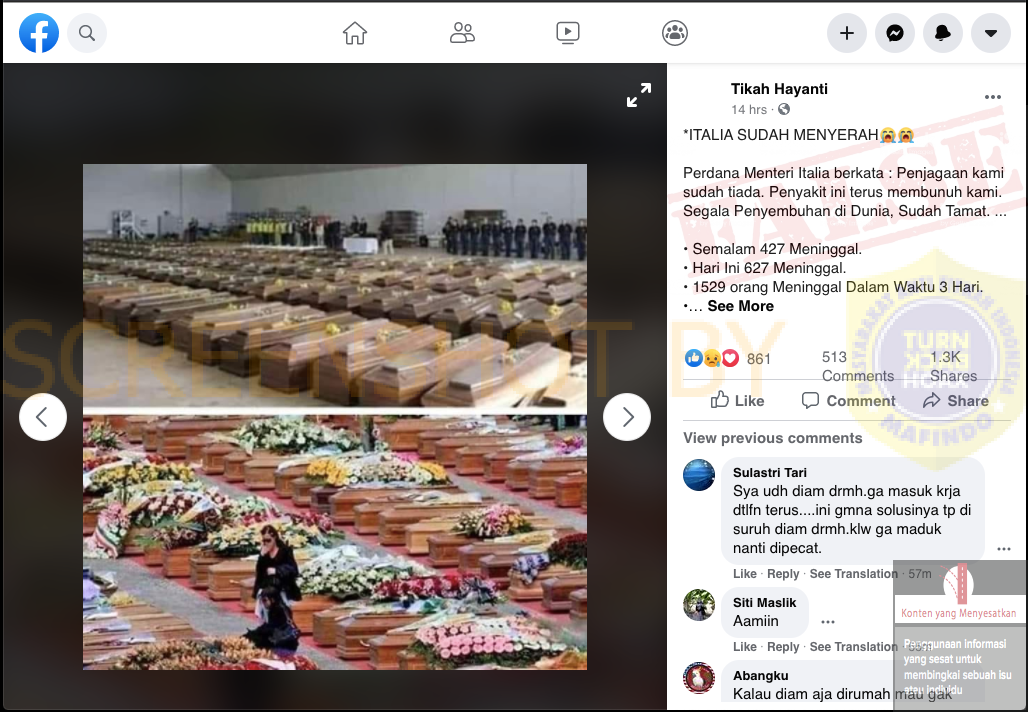 Tikah Hayanti
14 hrs ·
*ITALIA SUDAH MENYERAH😭😭
Perdana Menteri Italia berkata : Penjagaan kami
sudah tiada. Penyakit ini terus membunuh kami.
Segala Penyembuhan di Dunia, Sudah Tamat. ...
• Semalam 427 Meninggal.
• Hari Ini 627 Meninggal.
• 1529 orang Meninggal Dalam Waktu 3 Hari.
•… See More
FALSE
SCREENSHOT BY
861
513 Comments
1.3K Shares
TURN
BACK
HOAX
MASYARAKAT ANTI FITNAH INDONESIA
MAFINDO
Like Comment Share
View previous comments
Sulastri Tari
Sya udh diam drmh.ga masuk krja
dtlfn terus....ini gmna solusinya tp di
suruh diam drmh.klw ga maduk
nanti dipecat.
Like · Reply · See Translation · 57m
Siti Maslik
Aamiin
Like · Reply · See Translation ·
Abangku
Kalau diam aja dirumah mau gak
Konten yang Menyesatkan
Penggunaan informasi
yang sesat untuk
membingkai sebuah isu
atau individu